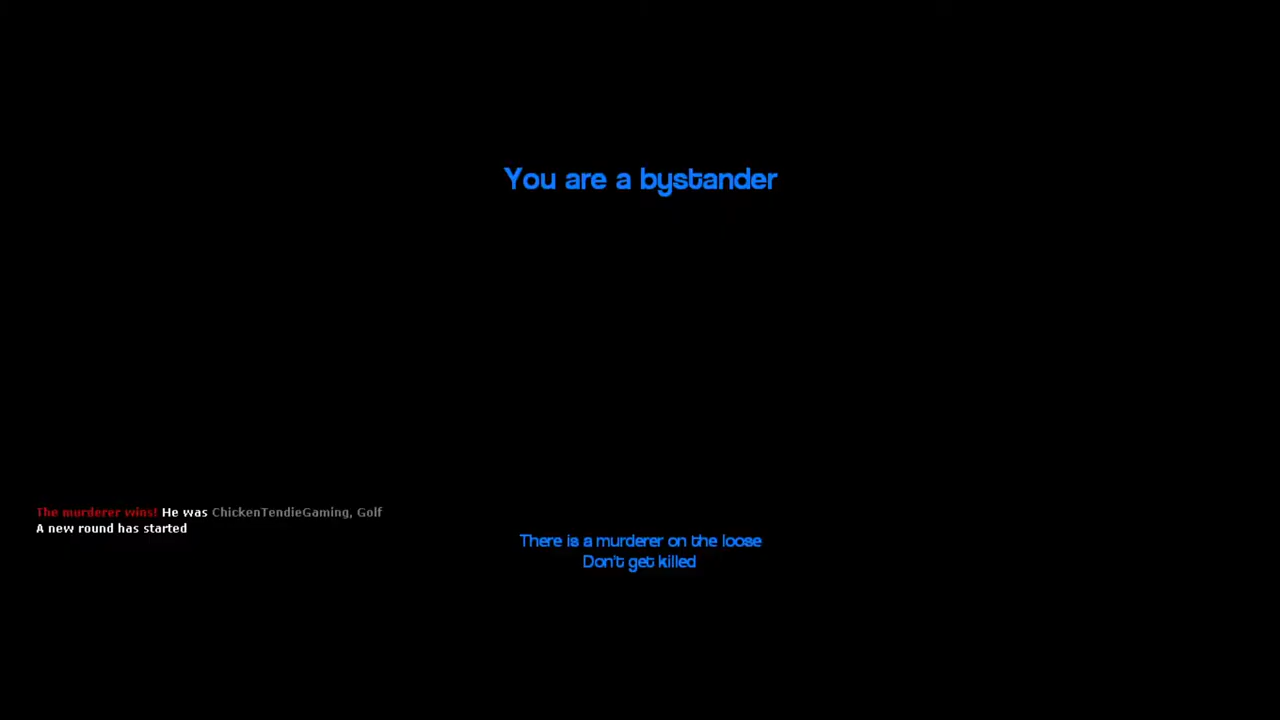 You are a bystander
The murderer wins! He was ChickenTendieGaming, Golf
A new round has started
There is a murderer on the loose
Don't get killed